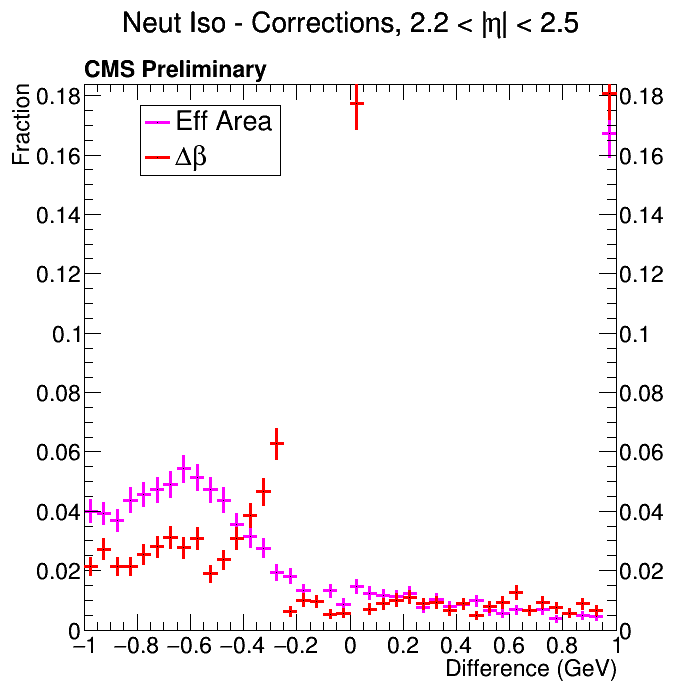 Neut Iso - Corrections, 2.2 < |η| < 2.5
CMS Preliminary
Fraction
Eff Area
Δβ
0.18
0.16
0.14
0.12
0.1
0.08
0.06
0.04
0.02
0
0.18
0.16
0.14
0.12
0.1
0.08
0.06
0.04
0.02
0
−1 −0.8 −0.6 −0.4 −0.2 0 0.2 0.4 0.6 0.8 1
Difference (GeV)